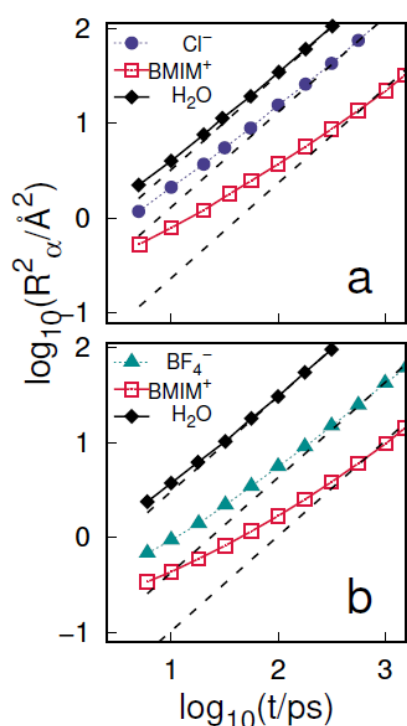 2
Cl⁻
BMIM⁺
H₂O
1
0
1
a
log₁₀(R²α/Å²)
2
BF₄⁻
BMIM⁺
H₂O
1
0
−1
b
1 2 3
log₁₀(t/ps)